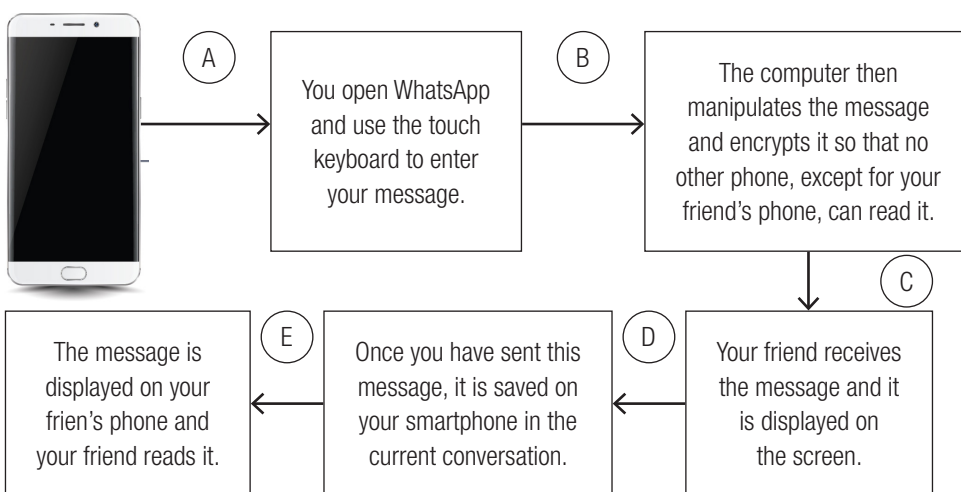 A
You open WhatsApp
and use the touch
keyboard to enter
your message.
B
The computer then
manipulates the message
and encrypts it so that no
other phone, except for your
friend's phone, can read it.
C
Your friend receives
the message and it
is displayed on
the screen.
D
Once you have sent this
message, it is saved on
your smartphone in the
current conversation.
E
The message is
displayed on your
frien's phone and
your friend reads it.